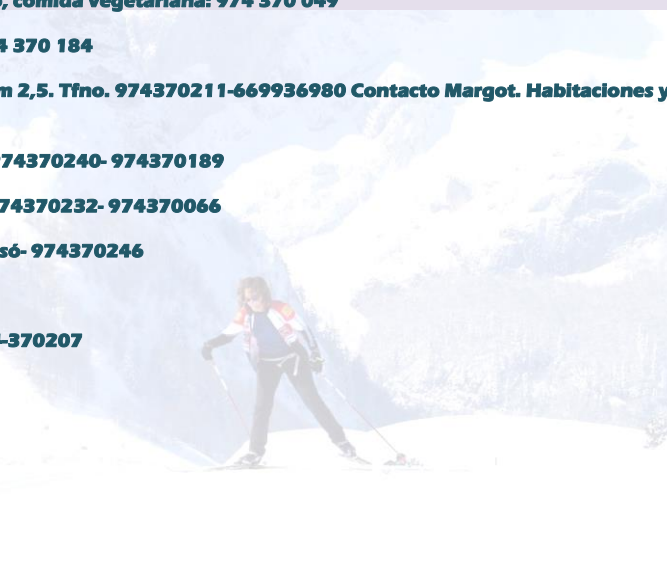 , comida vegetariana: 974 370 049
4 370 184
m 2,5. Tfno. 974370211-669936980 Contacto Margot. Habitaciones y
74370240- 974370189
74370232- 974370066
só- 974370246
-370207